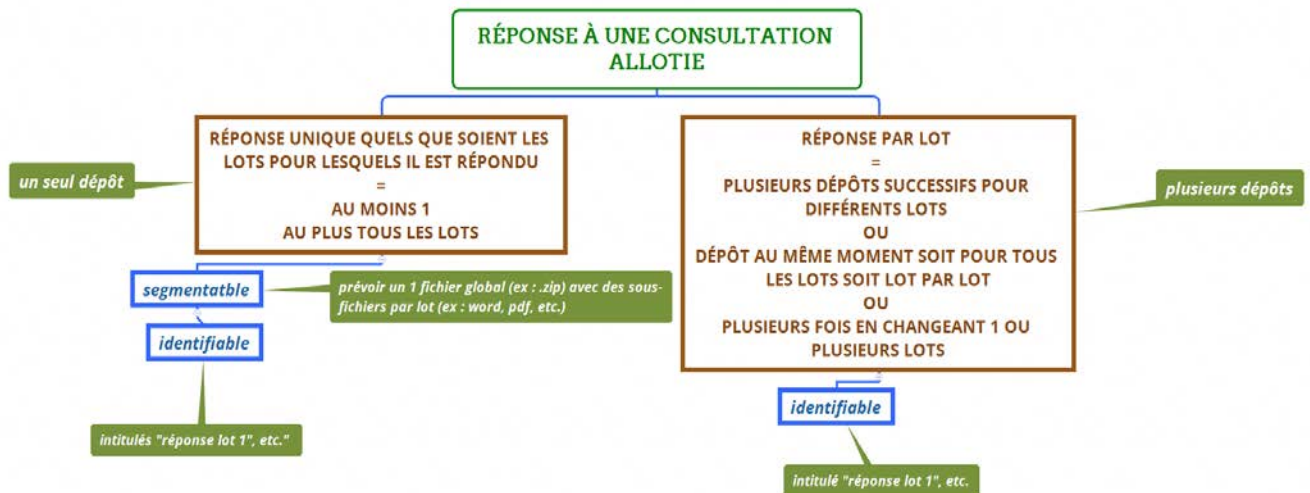 RÉPONSE À UNE CONSULTATION
ALLOTIE
RÉPONSE UNIQUE QUELS QUE SOIENT LES
LOTS POUR LESQUELS IL EST RÉPONDU
=
AU MOINS 1
AU PLUS TOUS LES LOTS
un seul dépôt
segmentatble
prévoir un 1 fichier global (ex : .zip) avec des sous-
fichiers par lot (ex : word, pdf, etc.)
identifiable
intitulés "réponse lot 1", etc."
RÉPONSE PAR LOT
=
PLUSIEURS DÉPÔTS SUCCESSIFS POUR
DIFFÉRENTS LOTS
OU
DÉPÔT AU MÊME MOMENT SOIT POUR TOUS
LES LOTS SOIT LOT PAR LOT
OU
PLUSIEURS FOIS EN CHANGEANT 1 OU
PLUSIEURS LOTS
plusieurs dépôts
identifiable
intitulé "réponse lot 1", etc.